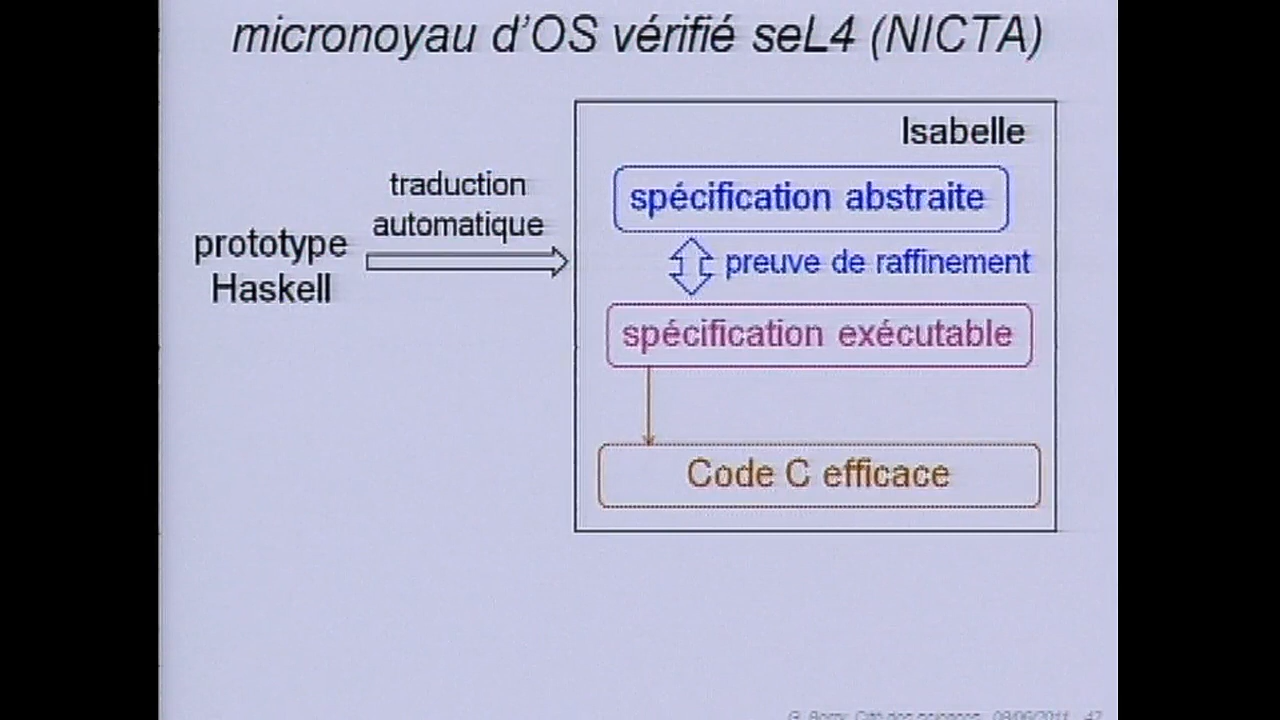 micronoyau d'OS vérifié seL4 (NICTA)
Isabelle
traduction
automatique
prototype
Haskell
spécification abstraite
preuve de raffinement
spécification exécutable
Code C efficace